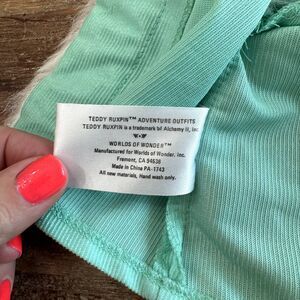 TEDDY RUXPIN™ ADVENTURE OUTFITS
TEDDY RUXPIN is a trademark of Alchemy II, Inc.
WORLDS OF WONDER™
Manufactured for Worlds of Wonder, Inc.
Fremont, CA 94538
Made in China PA-1743
All new materials. Hand wash only.